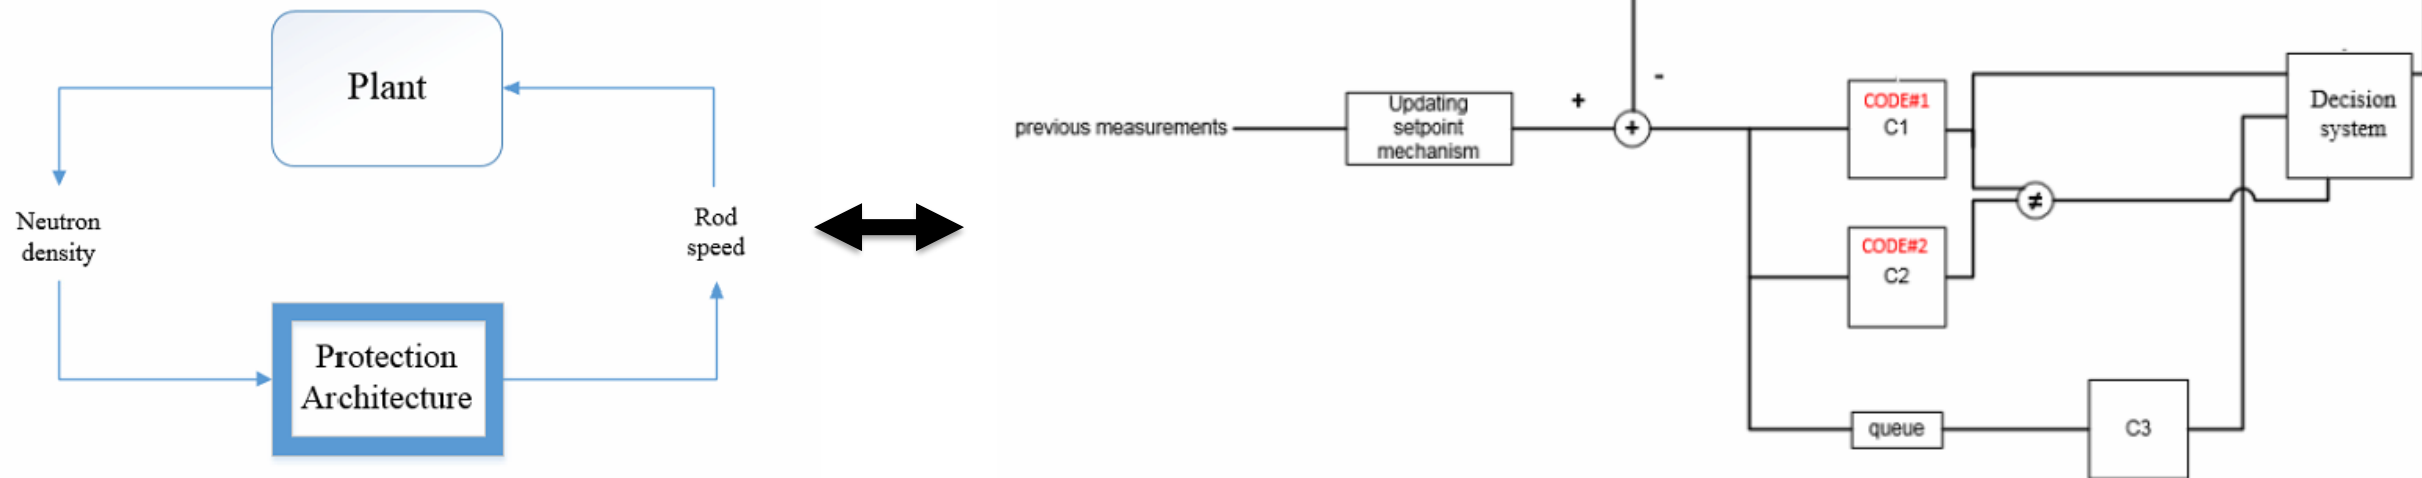 Plant
Neutron
density
Rod
speed
Protection
Architecture
previous measurements
Updating
setpoint
mechanism
+
-
+
CODE#1
C1
≠
CODE#2
C2
queue
C3
Decision
system